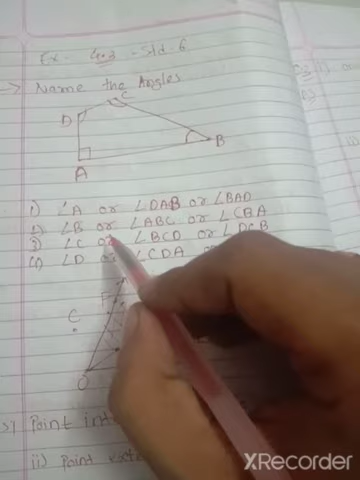 Ex. 4.3 - Std. 6
Name the Angles
C
D
B
A
1) ∠A or ∠DAB or ∠BAD
2) ∠B or ∠ABC or ∠CBA
3) ∠C or ∠BCD or ∠DCB
4) ∠D or ∠CDA
C
F
O
Point
ii) Point
XRecorder